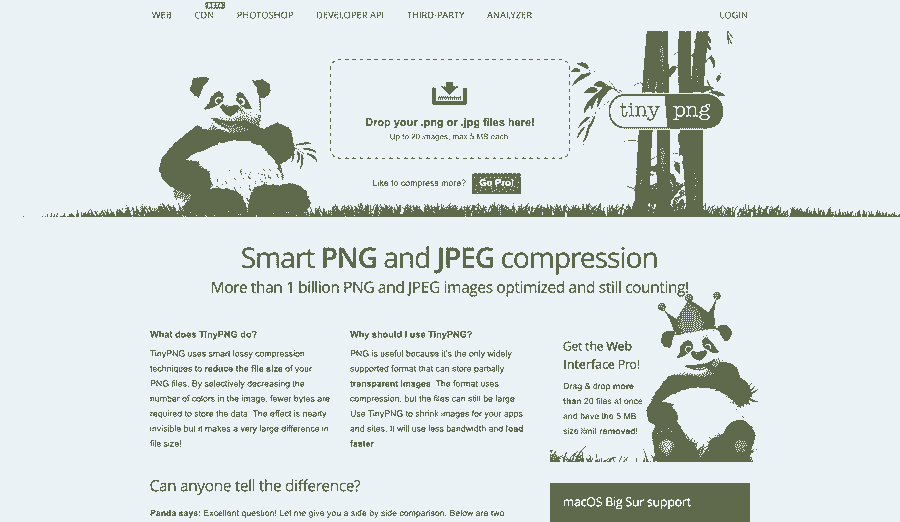 WEB CDN BETA PHOTOSHOP DEVELOPER API THIRD-PARTY ANALYZER LOGIN
Drop your .png or .jpg files here!
Up to 20 images, max 5 MB each.
tiny png
Like to compress more? Go Pro!
Smart PNG and JPEG compression
More than 1 billion PNG and JPEG images optimized and still counting!
What does TinyPNG do?
TinyPNG uses smart lossy compression
techniques to reduce the file size of your
PNG files. By selectively decreasing the
number of colors in the image, fewer bytes are
required to store the data. The effect is nearly
invisible but it makes a very large difference in
file size!
Why should I use TinyPNG?
PNG is useful because it's the only widely
supported format that can store partially
transparent images. The format uses
compression, but the files can still be large.
Use TinyPNG to shrink images for your apps
and sites. It will use less bandwidth and load
faster.
Get the Web
Interface Pro!
Drag & drop more
than 20 files at once
and have the 5 MB
size limit removed!
Can anyone tell the difference?
Panda says: Excellent question! Let me give you a side by side comparison. Below are two
macOS Big Sur support